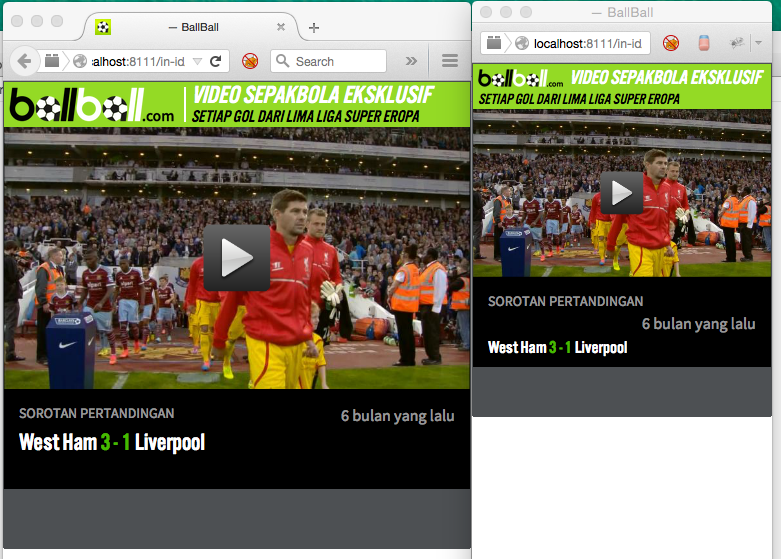 — BallBall
:alhost:8111/in-id.
Search
ballball.com
VIDEO SEPAKBOLA EKSKLUSIF
SETIAP GOL DARI LIMA LIGA SUPER EROPA
SOROTAN PERTANDINGAN
6 bulan yang lalu
West Ham 3 - 1 Liverpool
— BallBall
localhost:8111/in-id.
ballball.com
VIDEO SEPAKBOLA EKSKLUSIF
SETIAP GOL DARI LIMA LIGA SUPER EROPA
SOROTAN PERTANDINGAN
6 bulan yang lalu
West Ham 3 - 1 Liverpool